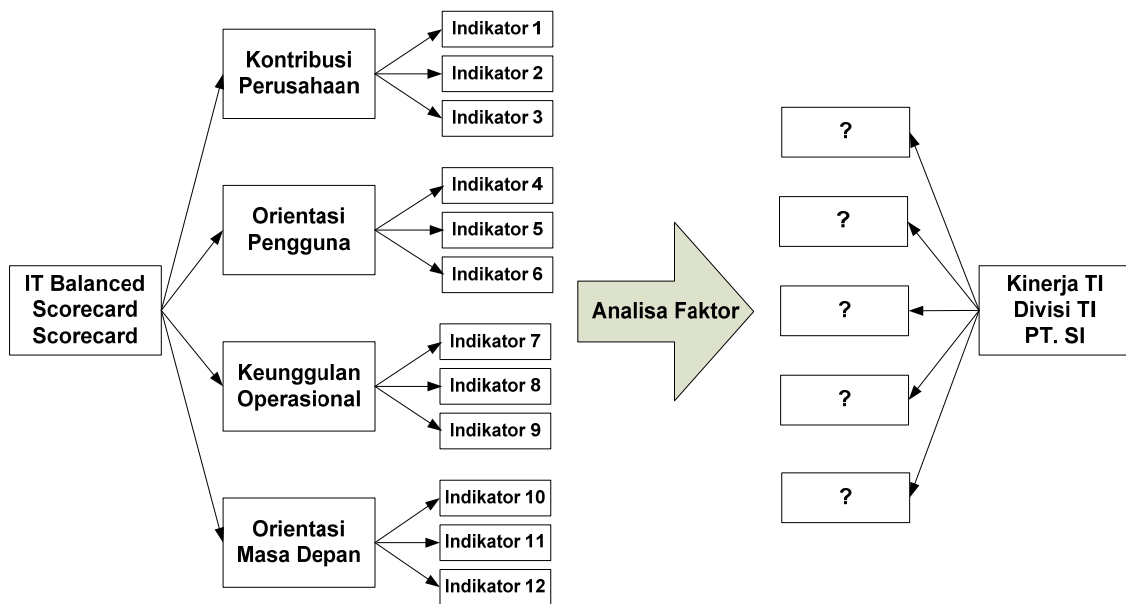 IT Balanced
Scorecard
Scorecard
Kontribusi
Perusahaan
Indikator 1
Indikator 2
Indikator 3
Orientasi
Pengguna
Indikator 4
Indikator 5
Indikator 6
Keunggulan
Operasional
Indikator 7
Indikator 8
Indikator 9
Orientasi
Masa Depan
Indikator 10
Indikator 11
Indikator 12
Analisa Faktor
?
?
?
?
?
Kinerja TI
Divisi TI
PT. SI